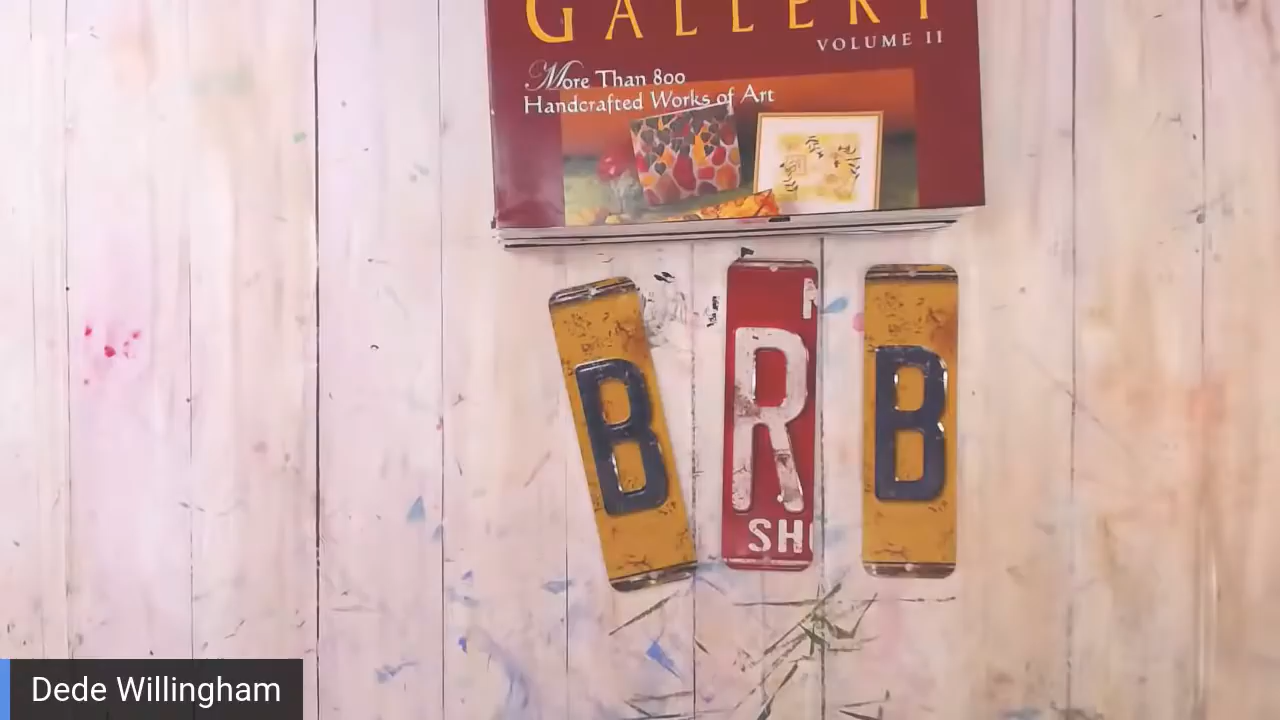 GALLERY
VOLUME II
More Than 800
Handcrafted Works of Art
B R B
SH
Dede Willingham